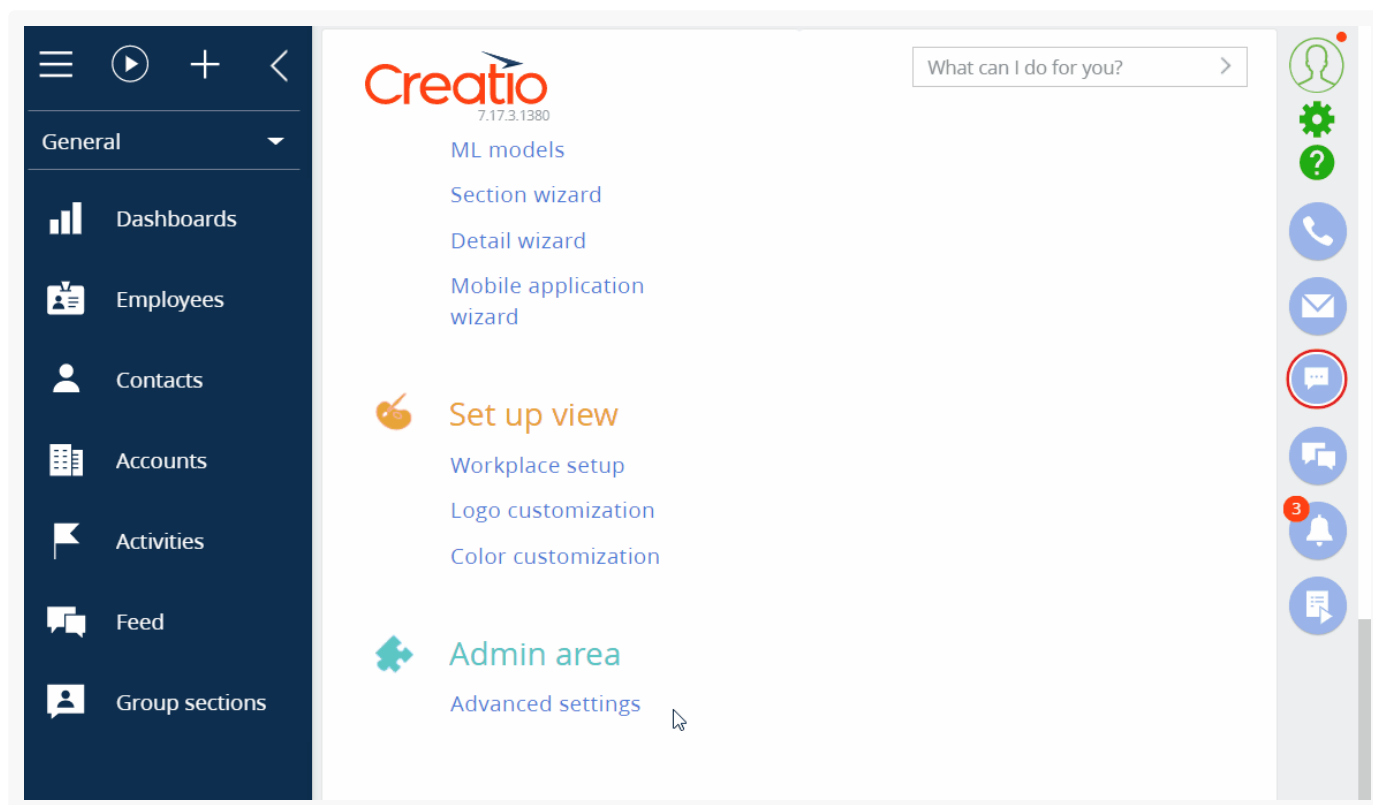 General
Dashboards
Employees
Contacts
Accounts
Activities
Feed
Group sections
Creatio
7.17.3.1380
What can I do for you?
ML models
Section wizard
Detail wizard
Mobile application
wizard
Set up view
Workplace setup
Logo customization
Color customization
Admin area
Advanced settings
?
3